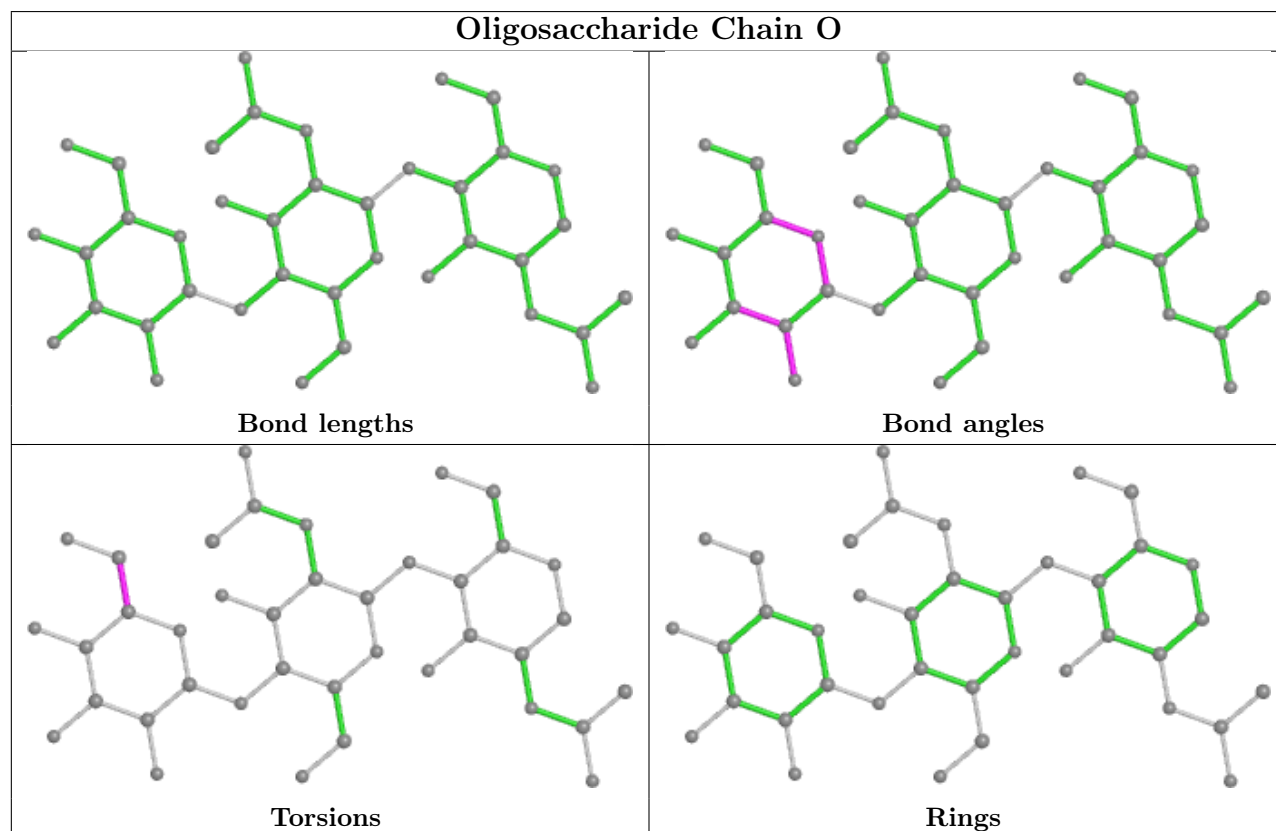 Oligosaccharide Chain O
Bond lengths
Bond angles
Torsions
Rings